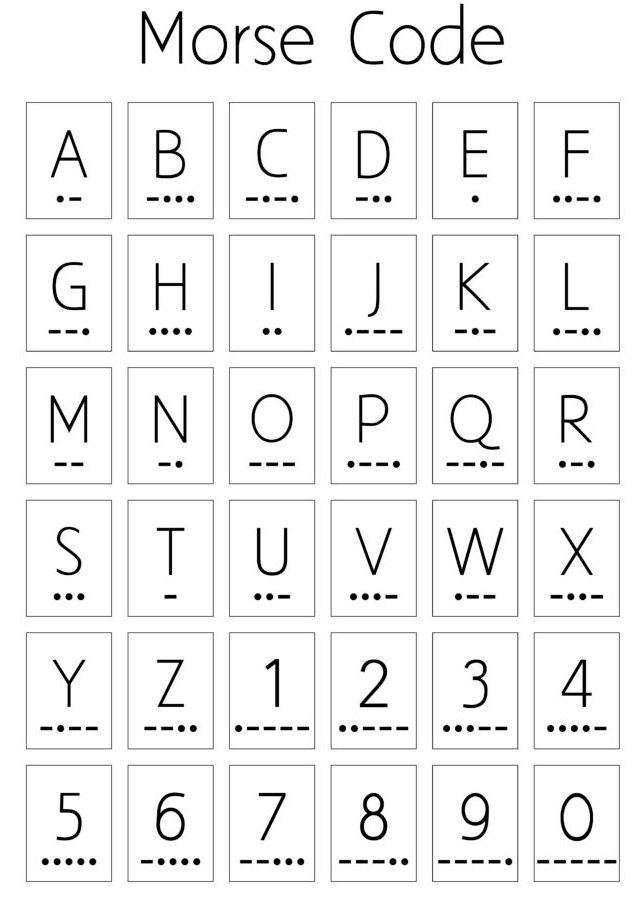 Morse Code
A B C D E F
•– –••• –•–• –•• • ••–•
G H I J K L
––• •••• •• •––– –•– •–••
M N O P Q R
–– –• ––– •––• ––•– •–•
S T U V W X
••• – ••– •••– •–– –••–
Y Z 1 2 3 4
–•–– ––•• •–––– ••––– •••–– ••••–
5 6 7 8 9 0
••••• –•••• ––••• –––•• ––––• –––––